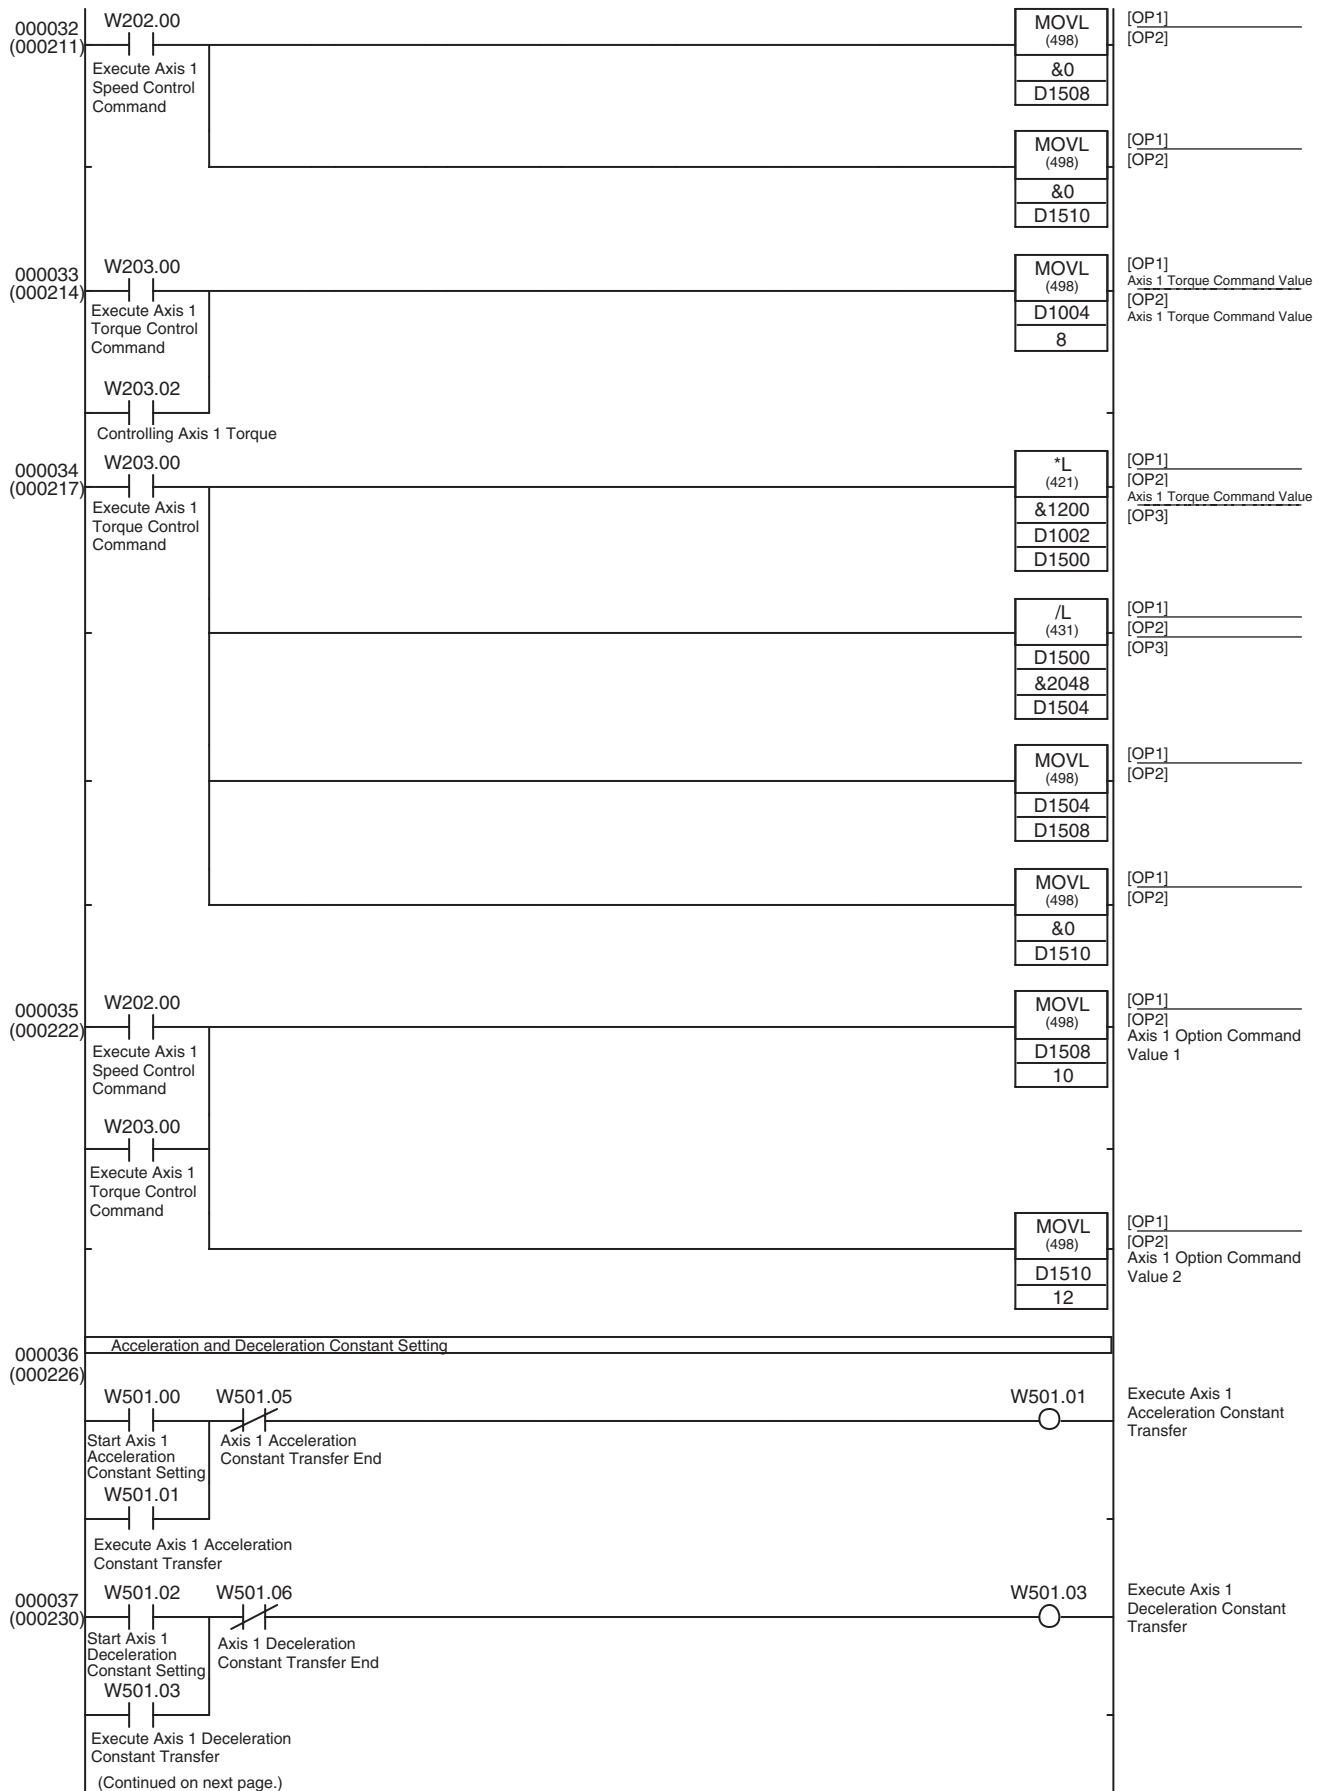 000032
(000211)
W202.00
Execute Axis 1
Speed Control
Command
MOVL
(498)
&0
D1508
[OP1]
[OP2]
MOVL
(498)
&0
D1510
[OP1]
[OP2]
000033
(000214)
W203.00
Execute Axis 1
Torque Control
Command
MOVL
(498)
D1004
8
[OP1]
Axis 1 Torque Command Value
[OP2]
Axis 1 Torque Command Value
W203.02
Controlling Axis 1 Torque
000034
(000217)
W203.00
Execute Axis 1
Torque Control
Command
*L
(421)
&1200
D1002
D1500
[OP1]
[OP2]
Axis 1 Torque Command Value
[OP3]
/L
(431)
D1500
&2048
D1504
[OP1]
[OP2]
[OP3]
MOVL
(498)
D1504
D1508
[OP1]
[OP2]
MOVL
(498)
&0
D1510
[OP1]
[OP2]
000035
(000222)
W202.00
Execute Axis 1
Speed Control
Command
MOVL
(498)
D1508
10
[OP1]
[OP2]
Axis 1 Option Command
Value 1
W203.00
Execute Axis 1
Torque Control
Command
MOVL
(498)
D1510
12
[OP1]
[OP2]
Axis 1 Option Command
Value 2
000036
(000226)
Acceleration and Deceleration Constant Setting
W501.00
Start Axis 1
Acceleration
Constant Setting
W501.05
Axis 1 Acceleration
Constant Transfer End
W501.01
Execute Axis 1
Acceleration Constant
Transfer
W501.01
Execute Axis 1 Acceleration
Constant Transfer
000037
(000230)
W501.02
Start Axis 1
Deceleration
Constant Setting
W501.06
Axis 1 Deceleration
Constant Transfer End
W501.03
Execute Axis 1
Deceleration Constant
Transfer
W501.03
Execute Axis 1 Deceleration
Constant Transfer
(Continued on next page.)